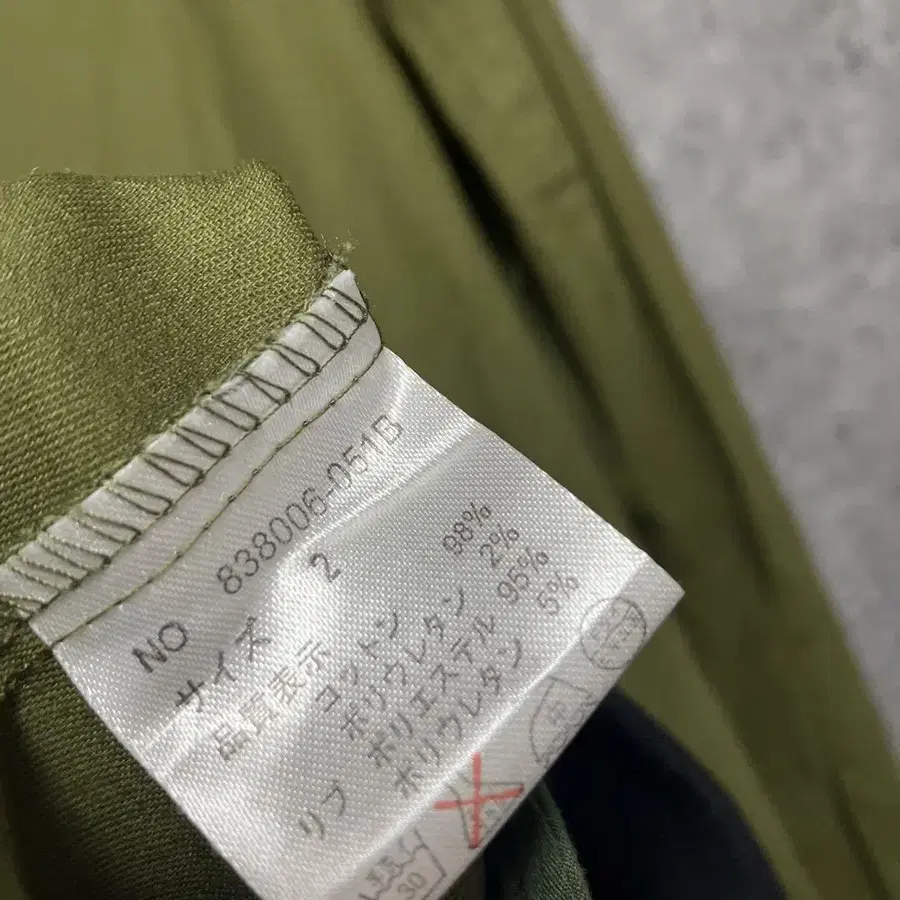 NO 838006-051B
サイズ 2
品質表示
コットン 98%
ポリウレタン 2%
リブ ポリエステル 95%
ポリウレタン 5%
30
中